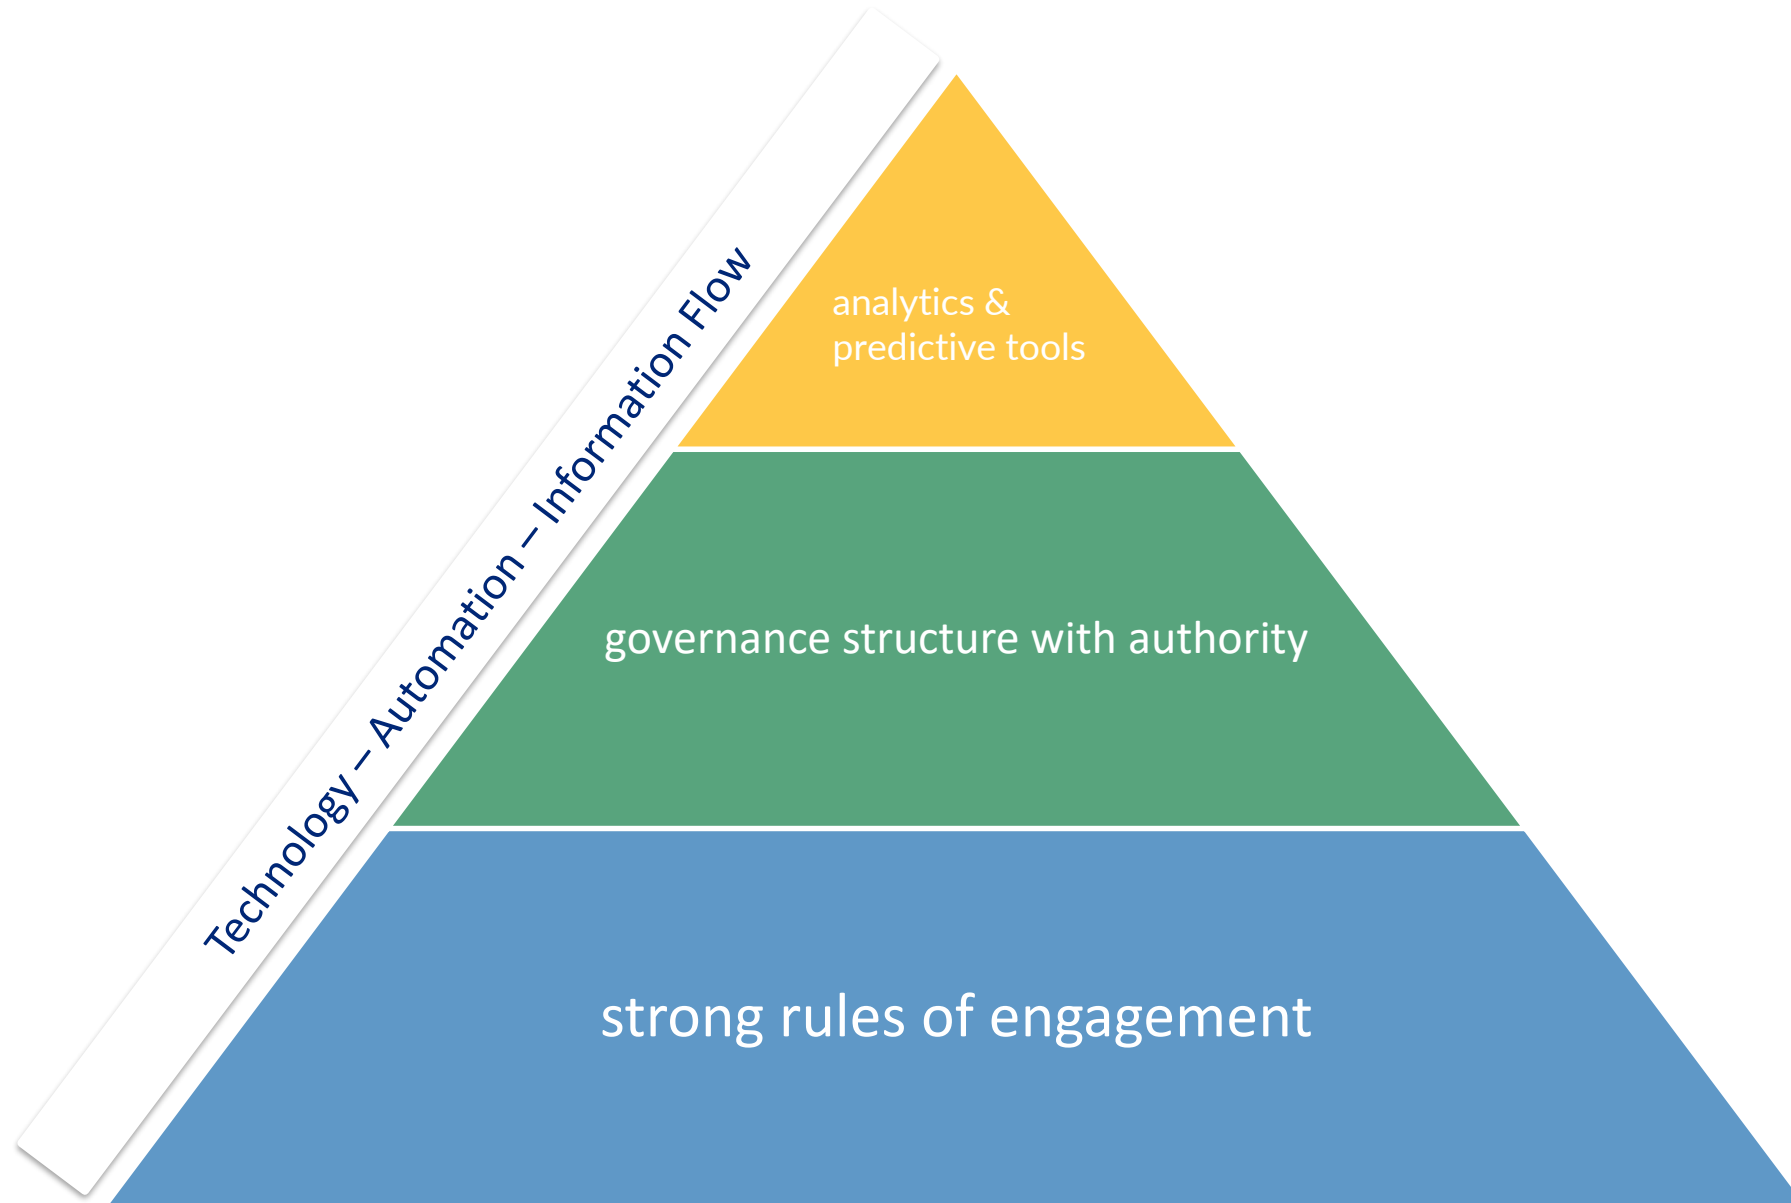 Technology – Automation – Information Flow
analytics &
predictive tools
governance structure with authority
strong rules of engagement